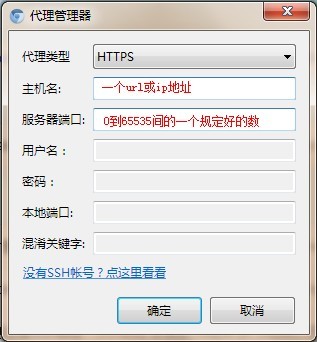 代理管理器
代理类型 HTTPS
主机名: 一个url或ip地址
服务器端口: 0到65535间的一个规定好的数
用户名：
密码：
本地端口:
混淆关键字:
没有SSH帐号？点这里看看
确定 取消